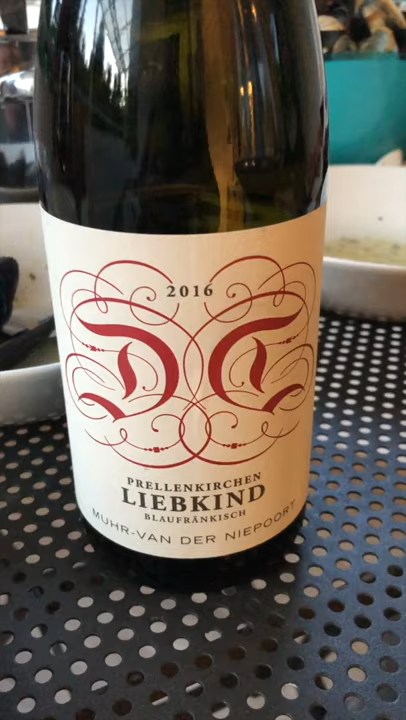 2016
PRELLENKIRCHEN
LIEBKIND
BLAUFRÄNKISCH
MUHR-VAN DER NIEPOORT